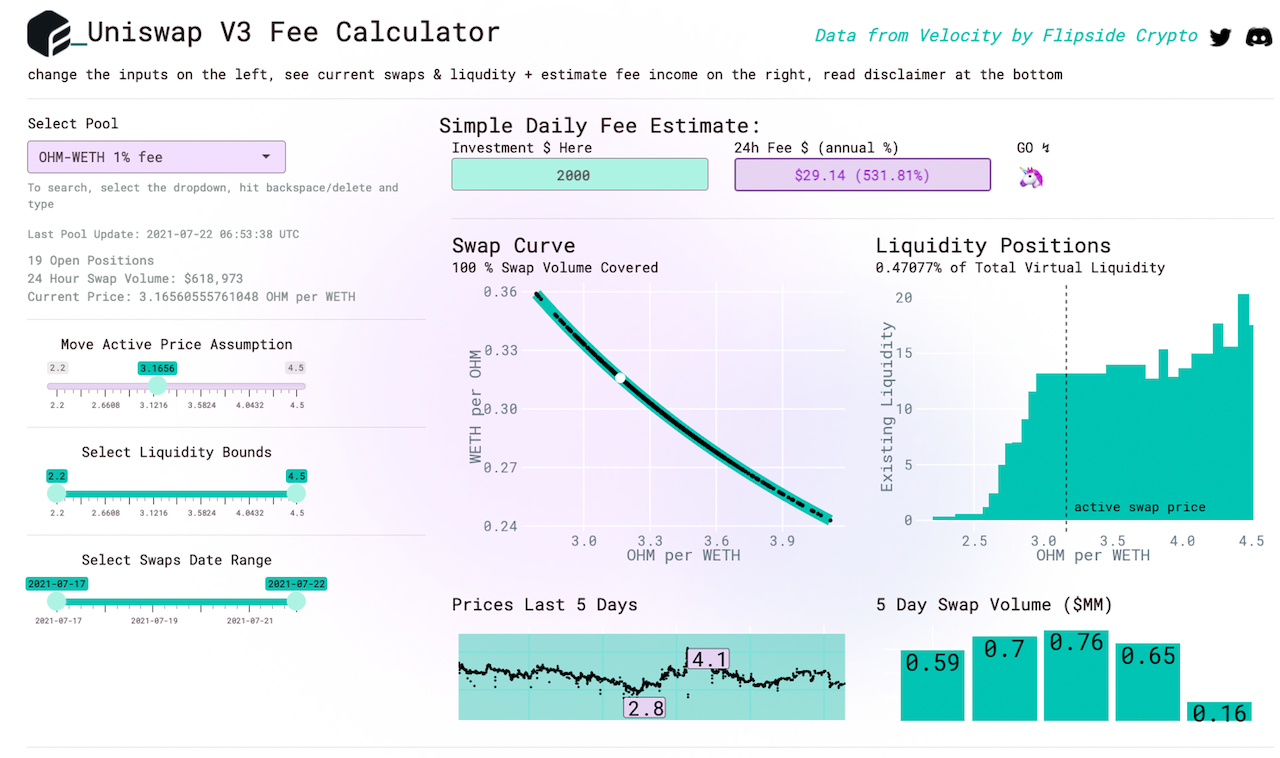 _Uniswap V3 Fee Calculator
Data from Velocity by Flipside Crypto
change the inputs on the left, see current swaps & liqudity + estimate fee income on the right, read disclaimer at the bottom
Select Pool
OHM-WETH 1% fee
To search, select the dropdown, hit backspace/delete and
type
Last Pool Update: 2021-07-22 06:53:38 UTC
19 Open Positions
24 Hour Swap Volume: $618,973
Current Price: 3.16560555761048 OHM per WETH
Move Active Price Assumption
2.2 3.1656 4.5
2.2 2.6608 3.1216 3.5824 4.0432 4.5
Select Liquidity Bounds
2.2 4.5
2.2 2.6608 3.1216 3.5824 4.0432 4.5
Select Swaps Date Range
2021-07-17 2021-07-22
2021-07-17 2021-07-19 2021-07-21
Simple Daily Fee Estimate:
Investment $ Here
2000
24h Fee $ (annual %)
$29.14 (531.81%)
GO ↯
Swap Curve
100 % Swap Volume Covered
WETH per OHM
0.36
0.33
0.30
0.27
0.24
3.0 3.3 3.6 3.9
OHM per WETH
Liquidity Positions
0.47077% of Total Virtual Liquidity
Existing Liquidity
20
15
10
5
0
active swap price
2.5 3.0 3.5 4.0 4.5
OHM per WETH
Prices Last 5 Days
4.1
2.8
5 Day Swap Volume ($MM)
0.59 0.7 0.76 0.65 0.16